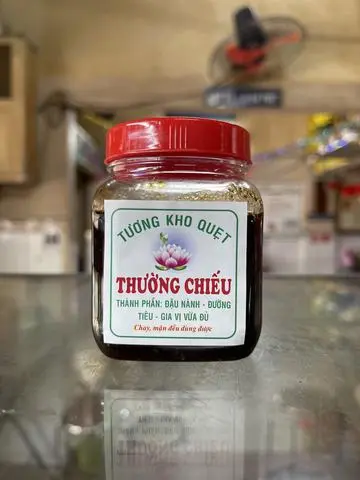 TƯƠNG KHO QUẸT
THƯỜNG CHIẾU
THÀNH PHẦN: ĐẬU NÀNH - ĐƯỜNG
TIÊU - GIA VỊ VỪA ĐỦ
Chay, mặn đều dùng được